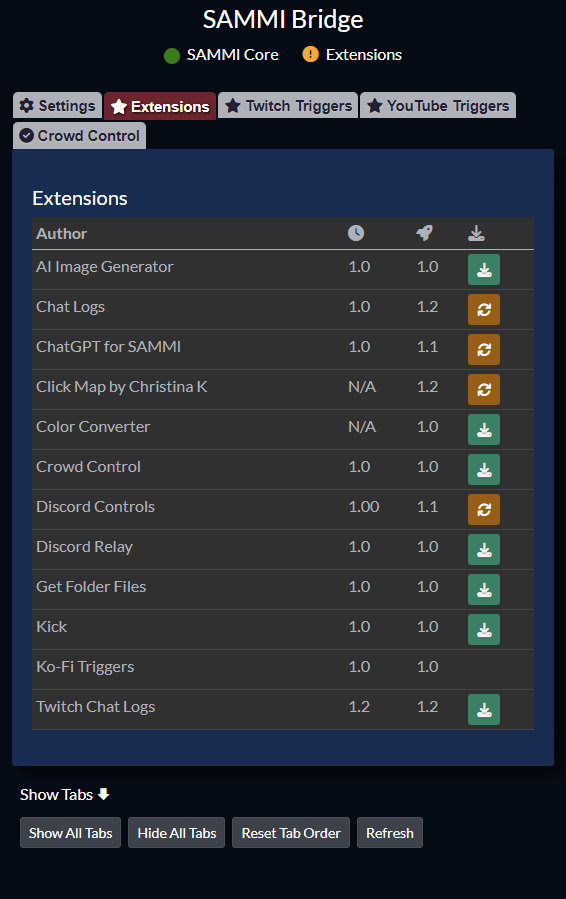 SAMMI Bridge
SAMMI Core Extensions
Settings Extensions Twitch Triggers YouTube Triggers
Crowd Control
Extensions
Author
AI Image Generator 1.0 1.0
Chat Logs 1.0 1.2
ChatGPT for SAMMI 1.0 1.1
Click Map by Christina K N/A 1.2
Color Converter N/A 1.0
Crowd Control 1.0 1.0
Discord Controls 1.00 1.1
Discord Relay 1.0 1.0
Get Folder Files 1.0 1.0
Kick 1.0 1.0
Ko-Fi Triggers 1.0 1.0
Twitch Chat Logs 1.2 1.2
Show Tabs
Show All Tabs Hide All Tabs Reset Tab Order Refresh